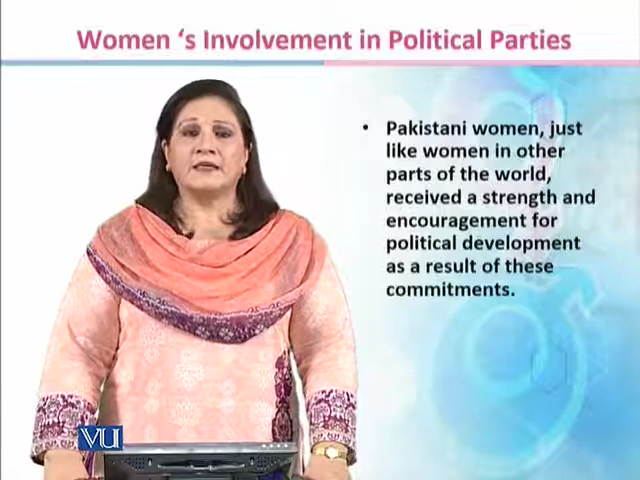 Women ‘s Involvement in Political Parties
• Pakistani women, just
like women in other
parts of the world,
received a strength and
encouragement for
political development
as a result of these
commitments.
VU